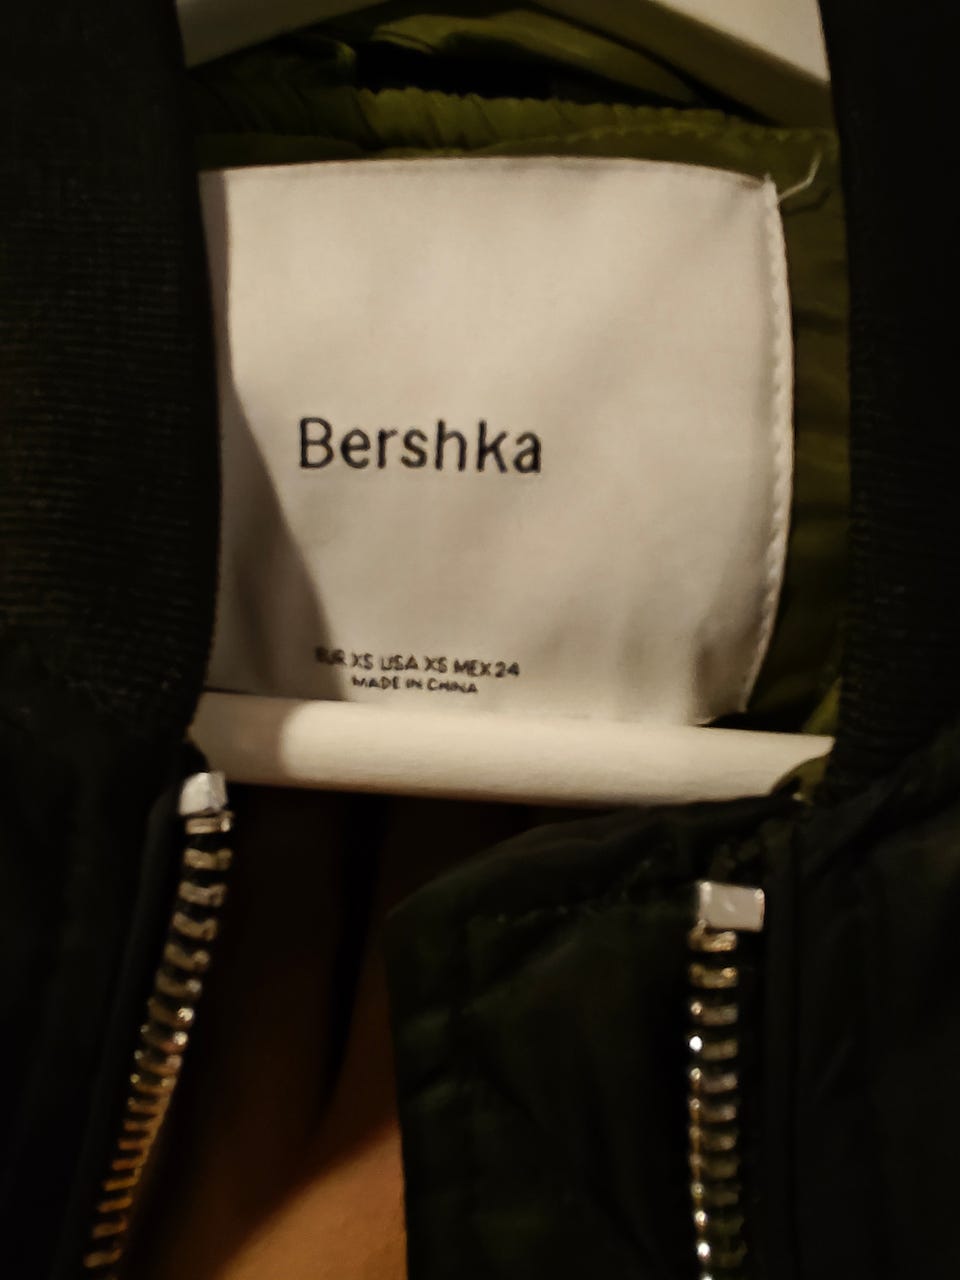 Bershka
EUR XS USA XS MEX 24
MADE IN CHINA